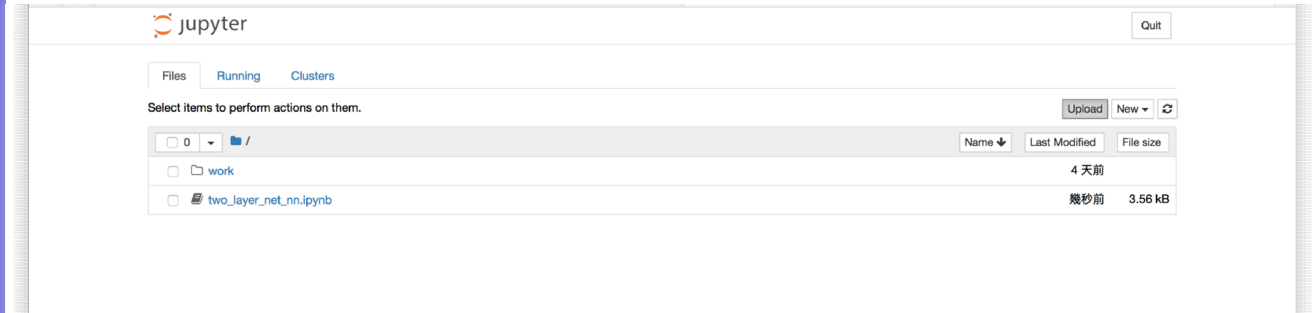 jupyter
Quit
Files Running Clusters
Select items to perform actions on them.
Upload New
0 / Name Last Modified File size
work 4 天前
two_layer_net_nn.ipynb 幾秒前 3.56 kB